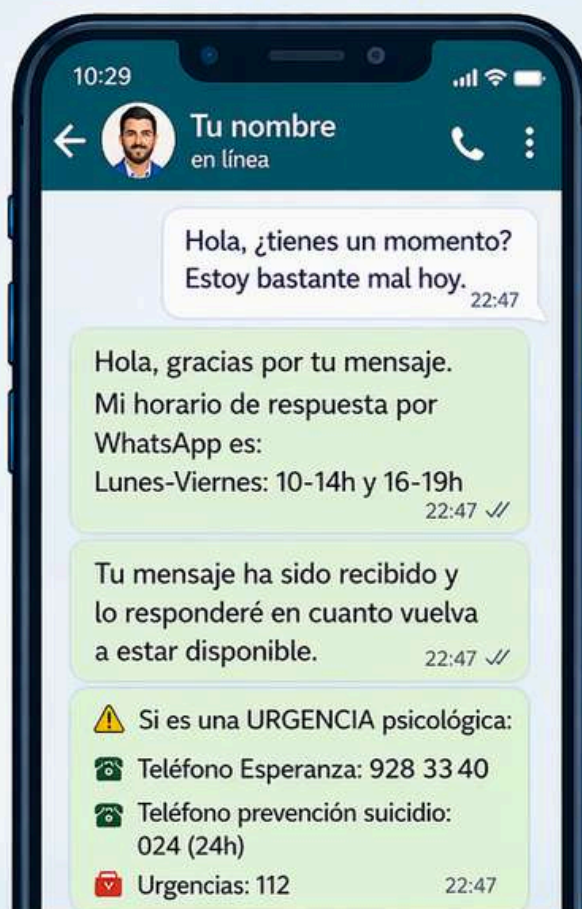 10:29
Tu nombre
en línea
Hola, ¿tienes un momento?
Estoy bastante mal hoy.
22:47
Hola, gracias por tu mensaje.
Mi horario de respuesta por
WhatsApp es:
Lunes-Viernes: 10-14h y 16-19h
22:47
Tu mensaje ha sido recibido y
lo responderé en cuanto vuelva
a estar disponible.
22:47
Si es una URGENCIA psicológica:
Teléfono Esperanza: 928 33 40
Teléfono prevención suicidio:
024 (24h)
Urgencias: 112
22:47